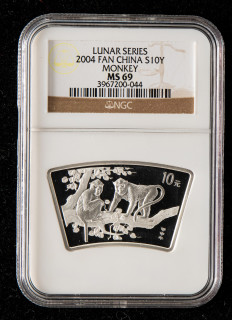 LUNAR SERIES
2004 FAN CHINA S10Y
MONKEY
MS 69
3967200-044
NGC
10元